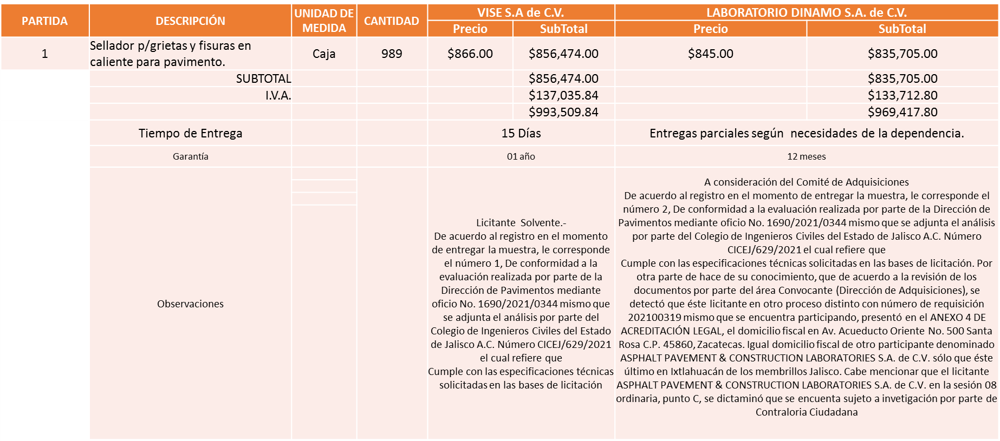 PARTIDA
DESCRIPCIÓN
UNIDAD DE
MEDIDA
CANTIDAD
VISE S.A de C.V.
LABORATORIO DINAMO S.A. de C.V.
Precio
SubTotal
Precio
SubTotal
1
Sellador p/grietas y fisuras en
caliente para pavimento.
Caja
989
$866.00
$856,474.00
$845.00
$835,705.00
SUBTOTAL
$856,474.00
$835,705.00
I.V.A.
$137,035.84
$133,712.80
$993,509.84
$969,417.80
Tiempo de Entrega
15 Días
Entregas parciales según necesidades de la dependencia.
Garantía
01 año
12 meses
Observaciones
Licitante Solvente.-
De acuerdo al registro en el momento
de entregar la muestra, le corresponde
el número 1, De conformidad a la
evaluación realizada por parte de la
Dirección de Pavimentos mediante
oficio No. 1690/2021/0344 mismo que
se adjunta el análisis por parte del
Colegio de Ingenieros Civiles del Estado
de Jalisco A.C. Número CICEJ/629/2021
el cual refiere que
Cumple con las especificaciones técnicas
solicitadas en las bases de licitación
A consideración del Comité de Adquisiciones
De acuerdo al registro en el momento de entregar la muestra, le corresponde el
número 2, De conformidad a la evaluación realizada por parte de la Dirección de
Pavimentos mediante oficio No. 1690/2021/0344 mismo que se adjunta el análisis
por parte del Colegio de Ingenieros Civiles del Estado de Jalisco A.C. Número
CICEJ/629/2021 el cual refiere que
Cumple con las especificaciones técnicas solicitadas en las bases de licitación. Por
otra parte de hace de su conocimiento, que de acuerdo a la revisión de los
documentos por parte del área Convocante (Dirección de Adquisiciones), se
detectó que éste licitante en otro proceso distinto con número de requisición
202100319 mismo que se encuentra participando, presentó en el ANEXO 4 DE
ACREDITACIÓN LEGAL, el domicilio fiscal en Av. Acueducto Oriente No. 500 Santa
Rosa C.P. 45860, Zacatecas. Igual domicilio fiscal de otro participante denominado
ASPHALT PAVEMENT & CONSTRUCTION LABORATORIES S.A. de C.V. sólo que éste
último en Ixtlahuacán de los membrillos Jalisco. Cabe mencionar que el licitante
ASPHALT PAVEMENT & CONSTRUCTION LABORATORIES S.A. de C.V. en la sesión 08
ordinaria, punto C, se dictaminó que se encuenta sujeto a invetigación por parte de
Contraloria Ciudadana